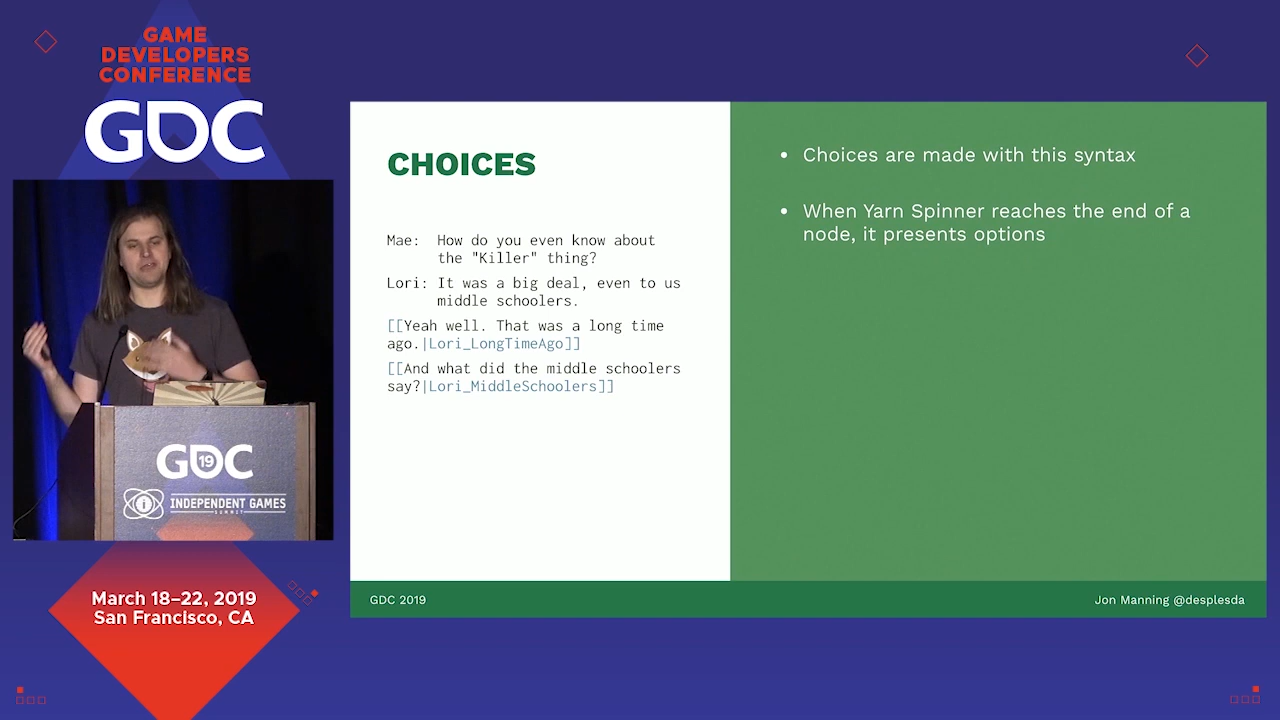 GAME
DEVELOPERS
CONFERENCE
GDC
CHOICES
Mae: How do you even know about
the "Killer" thing?
Lori: It was a big deal, even to us
middle schoolers.
[[Yeah well. That was a long time
ago.|Lori_LongTimeAgo]]
[[And what did the middle schoolers
say?|Lori_MiddleSchoolers]]
• Choices are made with this syntax
• When Yarn Spinner reaches the end of a
node, it presents options
GDC 2019
Jon Manning @desplesda
GDC
19
INDEPENDENT GAMES
SUMMIT
March 18–22, 2019
San Francisco, CA